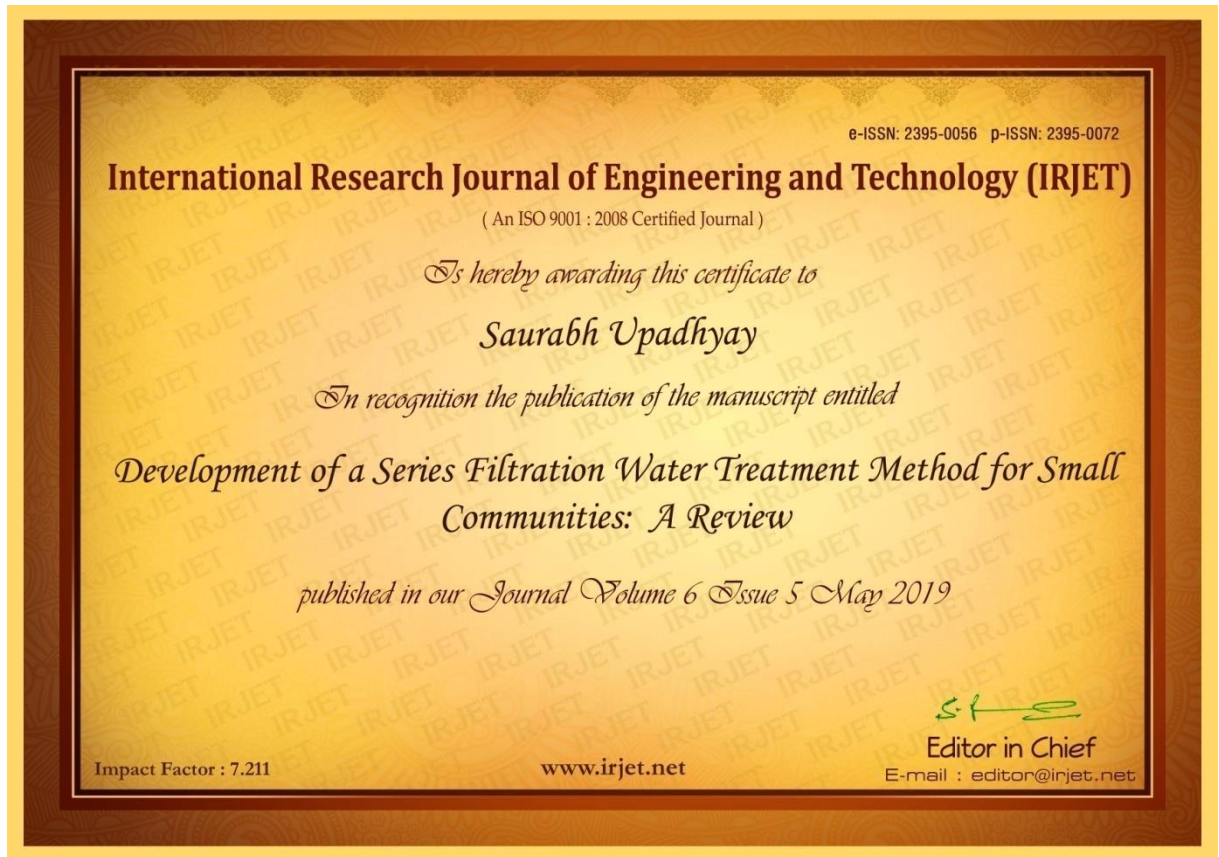 e-ISSN: 2395-0056 p-ISSN: 2395-0072
International Research Journal of Engineering and Technology (IRJET)
( An ISO 9001 : 2008 Certified Journal )
Is hereby awarding this certificate to
Saurabh Upadhyay
In recognition the publication of the manuscript entitled
Development of a Series Filtration Water Treatment Method for Small
Communities: A Review
published in our Journal Volume 6 Issue 5 May 2019
Editor in Chief
Impact Factor : 7.211
www.irjet.net
E-mail : editor@irjet.net